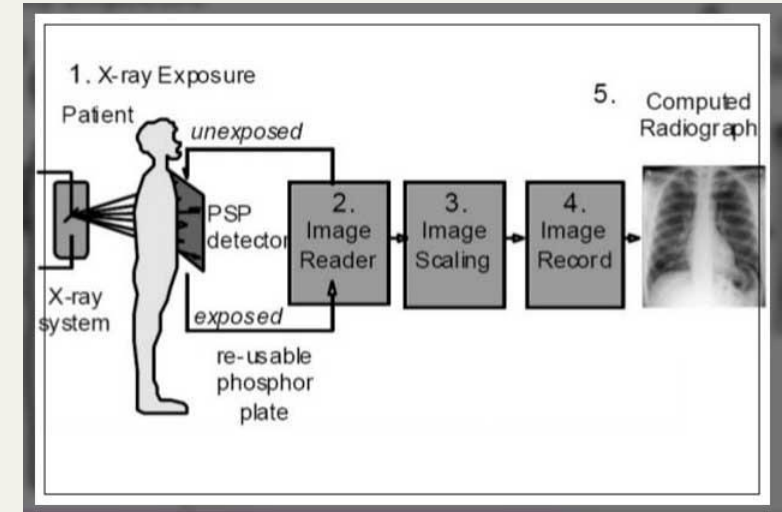 1. X-ray Exposure
Patient
unexposed
PSP
detector
X-ray
system
exposed
re-usable
phosphor
plate
2.
Image
Reader
3.
Image
Scaling
4.
Image
Record
5.
Computed
Radiograph